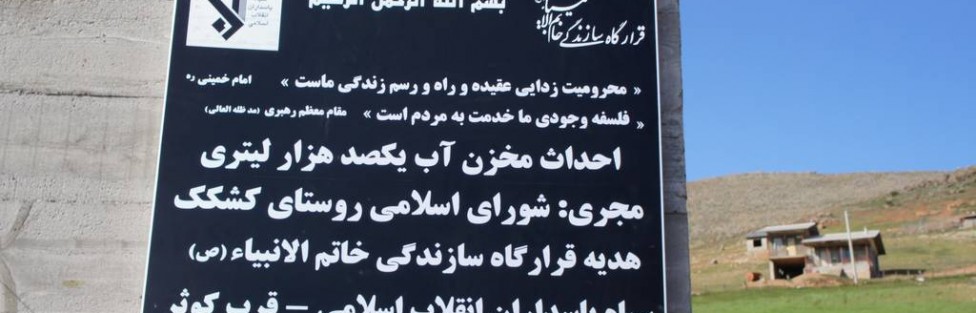 بسم الله الرحمن الرحیم
پاسداران
انقلاب
اسلامی
قرارگاه سازندگی خاتم الانبیا
« محرومیت زدایی عقیده و راه و رسم زندگی ماست » امام خمینی ره
« فلسفه وجودی ما خدمت به مردم است » مقام معظم رهبری (مد ظله العالی)
احداث مخزن آب یکصد هزار لیتری
مجری: شورای اسلامی روستای کشکک
هدیه قرارگاه سازندگی خاتم الانبیاء (ص)
سپاه پاسداران انقلاب اسلامی – قرب کوثر